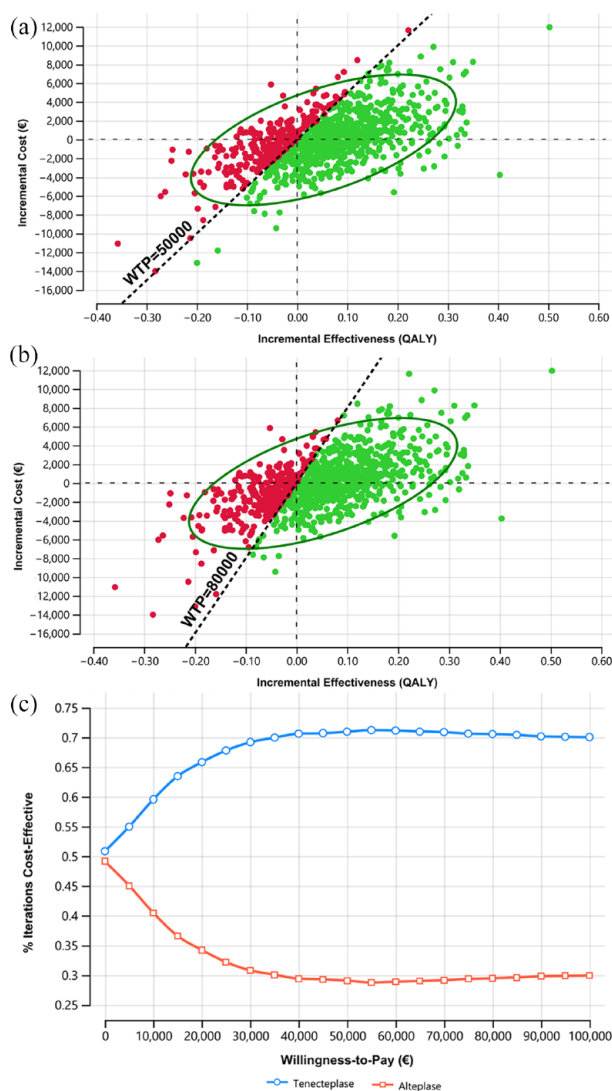 (a)
12,000
10,000
8,000
6,000
4,000
2,000
0
−2,000
−4,000
−6,000
−8,000
−10,000
−12,000
−14,000
−16,000
Incremental Cost (€)
WTP=50000
−0.40 −0.30 −0.20 −0.10 0.00 0.10 0.20 0.30 0.40 0.50 0.60
Incremental Effectiveness (QALY)
(b)
12,000
10,000
8,000
6,000
4,000
2,000
0
−2,000
−4,000
−6,000
−8,000
−10,000
−12,000
−14,000
−16,000
Incremental Cost (€)
WTP=80000
−0.40 −0.30 −0.20 −0.10 0.00 0.10 0.20 0.30 0.40 0.50 0.60
Incremental Effectiveness (QALY)
(c)
0.75
0.7
0.65
0.6
0.55
0.5
0.45
0.4
0.35
0.3
0.25
% Iterations Cost-Effective
0 10,000 20,000 30,000 40,000 50,000 60,000 70,000 80,000 90,000 100,000
Willingness-to-Pay (€)
Tenecteplase Alteplase